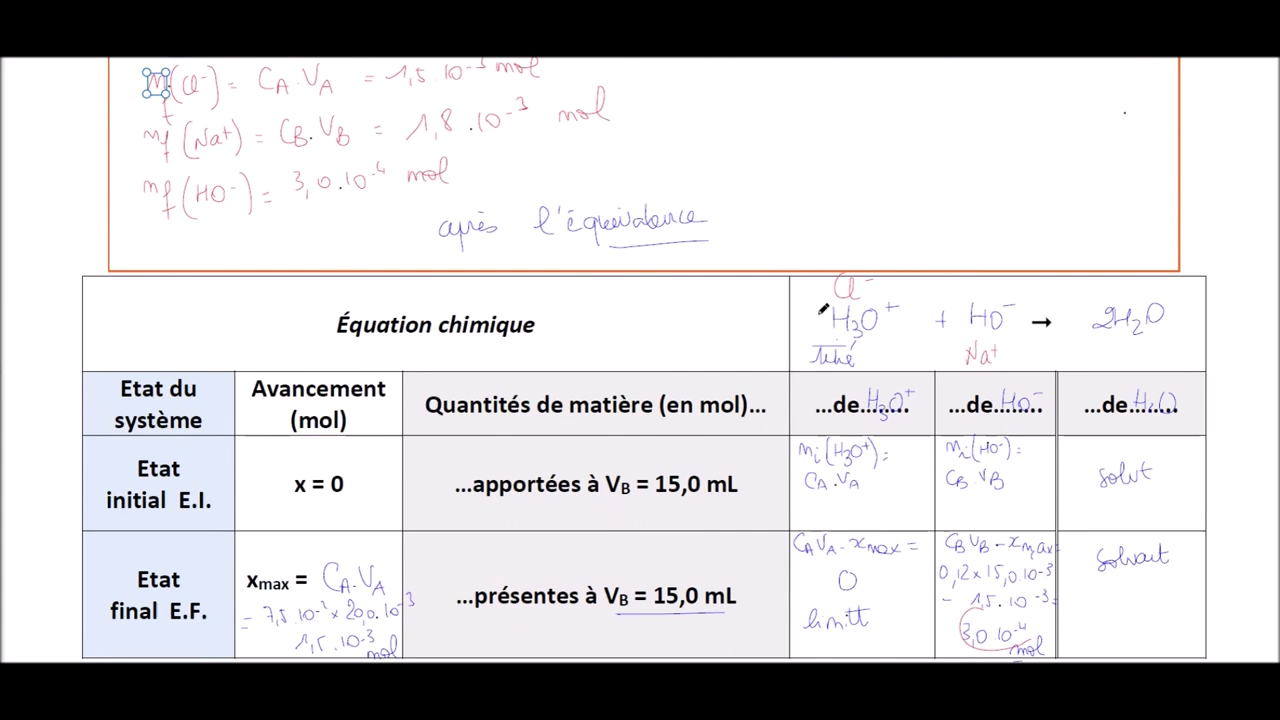 nf(Cl⁻) = CA.VA = 1,5.10⁻³ mol
nf(Na⁺) = CB.VB = 1,8.10⁻³ mol
nf(HO⁻) = 3,0.10⁻⁴ mol
après l'équivalence
Cl⁻
Équation chimique
H₃O⁺ + HO⁻ → 2H₂O
titré Na⁺
Etat du système
Avancement (mol)
Quantités de matière (en mol)...
...de H₃O⁺
...de HO⁻
...de H₂O
Etat initial E.I.
x = 0
...apportées à VB = 15,0 mL
ni(H₃O⁺) =
CA.VA
ni(HO⁻) =
CB.VB
Etat final E.F.
xmax = CA.VA
= 7,5.10⁻² x 20,0.10⁻³
1,5.10⁻³ mol
...présentes à VB = 15,0 mL
CAVA - xmax =
0
CBVB - xmax =
0,12 x 15,0.10⁻³
- 1,5.10⁻³ =
3,0.10⁻⁴
mol
solvant